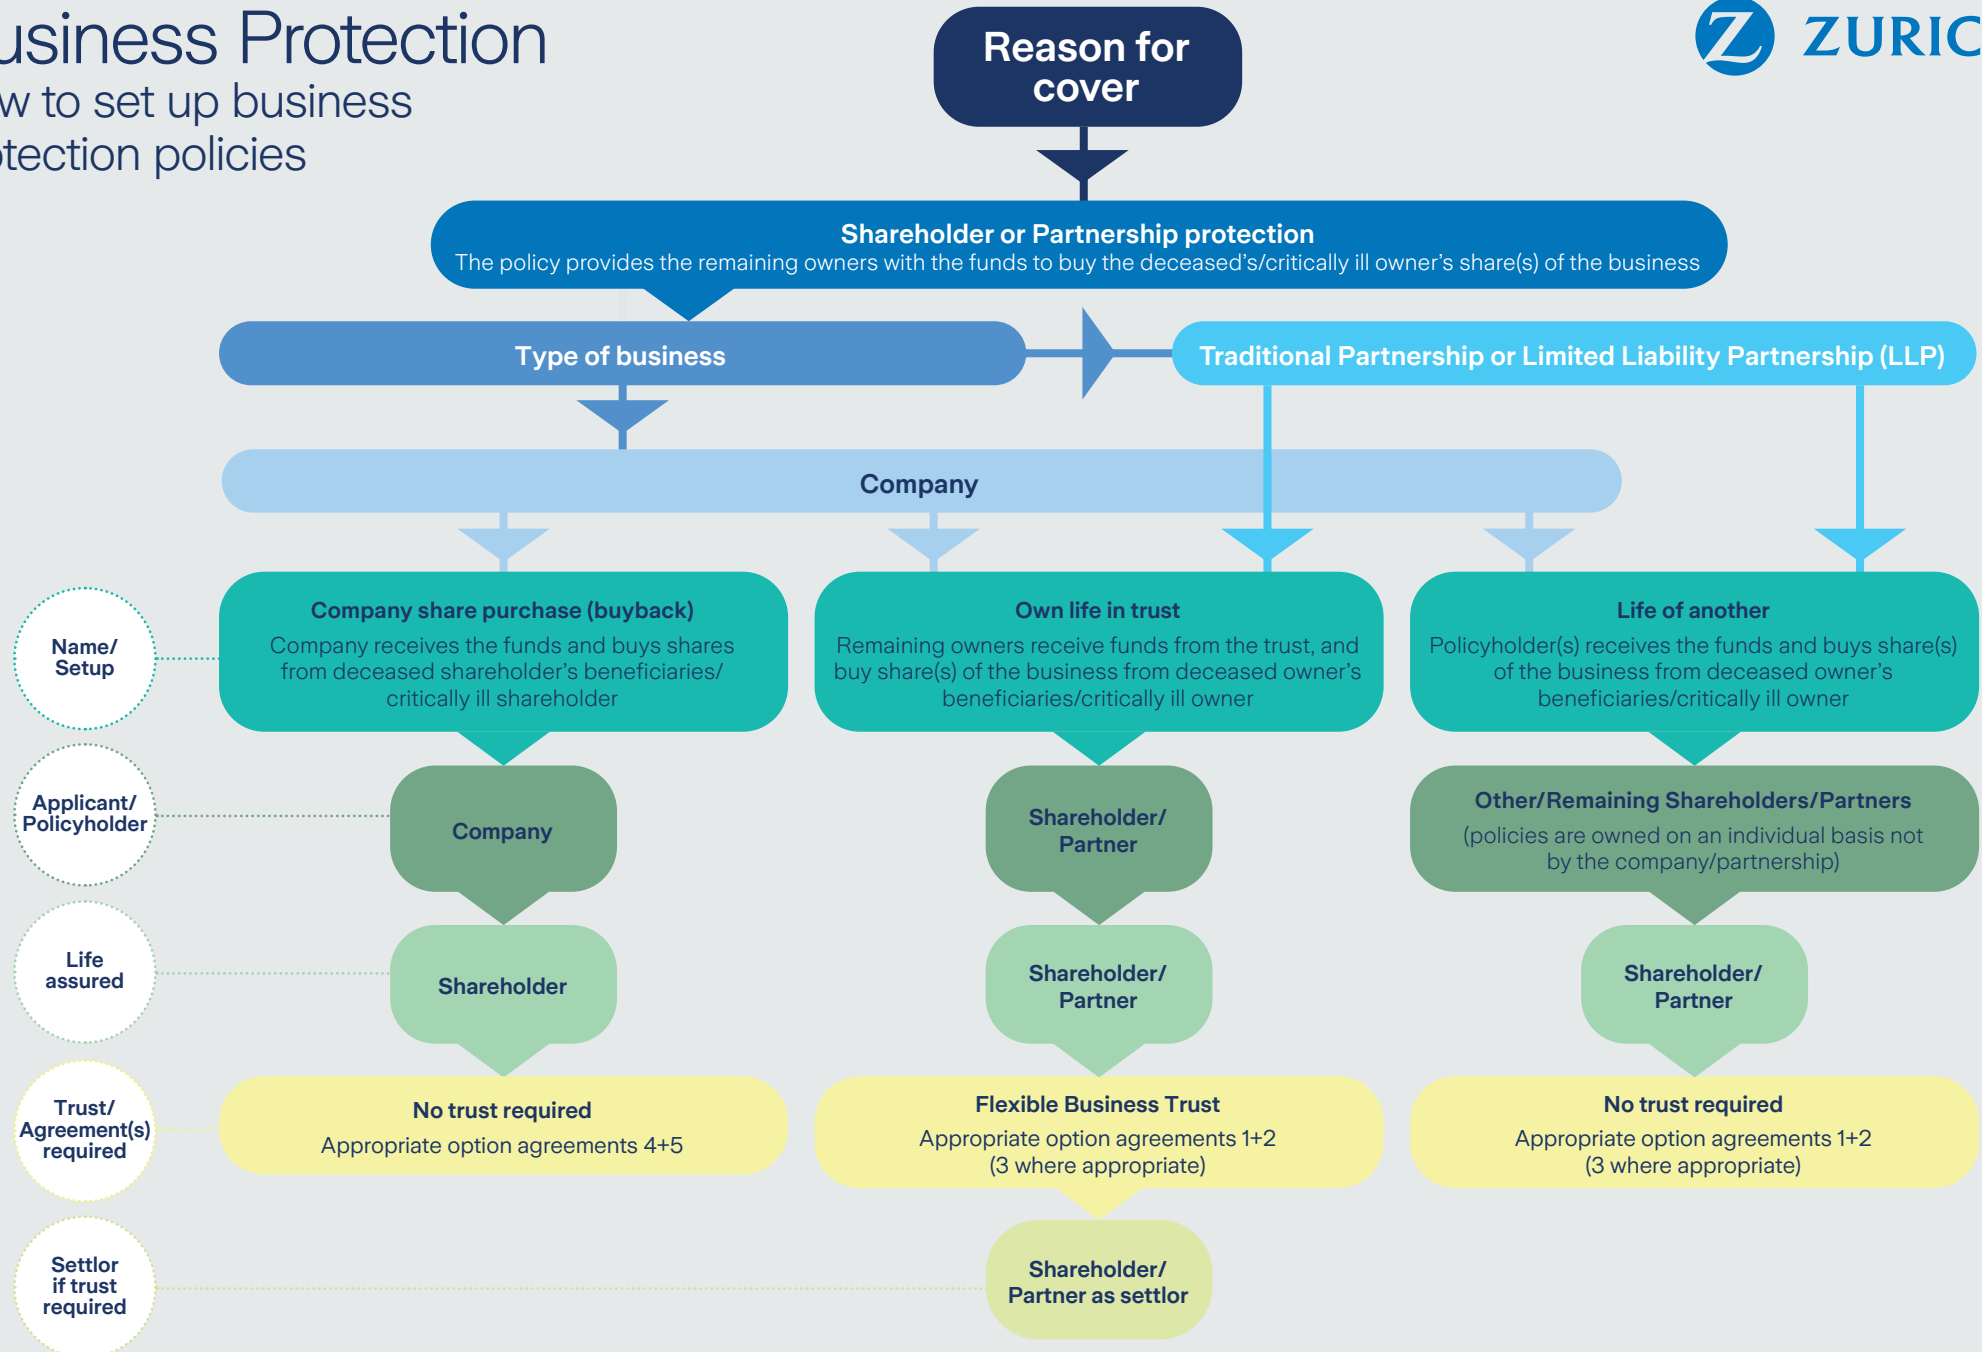 usiness Protection
w to set up business
otection policies
Reason for
cover
ZURIC
Shareholder or Partnership protection
The policy provides the remaining owners with the funds to buy the deceased's/critically ill owner's share(s) of the business
Type of business
Traditional Partnership or Limited Liability Partnership (LLP)
Company
Name/
Setup
Company share purchase (buyback)
Company receives the funds and buys shares
from deceased shareholder's beneficiaries/
critically ill shareholder
Own life in trust
Remaining owners receive funds from the trust, and
buy share(s) of the business from deceased owner's
beneficiaries/critically ill owner
Life of another
Policyholder(s) receives the funds and buys share(s)
of the business from deceased owner's
beneficiaries/critically ill owner
Applicant/
Policyholder
Company
Shareholder/
Partner
Other/Remaining Shareholders/Partners
(policies are owned on an individual basis not
by the company/partnership)
Life
assured
Shareholder
Shareholder/
Partner
Shareholder/
Partner
Trust/
Agreement(s)
required
No trust required
Appropriate option agreements 4+5
Flexible Business Trust
Appropriate option agreements 1+2
(3 where appropriate)
No trust required
Appropriate option agreements 1+2
(3 where appropriate)
Settlor
if trust
required
Shareholder/
Partner as settlor